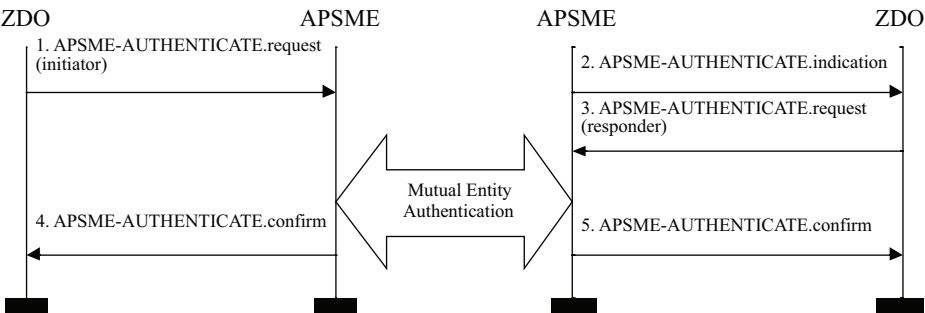 ZDO APSME APSME ZDO
1. APSME-AUTHENTICATE.request
(initiator)
2. APSME-AUTHENTICATE.indication
3. APSME-AUTHENTICATE.request
(responder)
Mutual Entity
Authentication
4. APSME-AUTHENTICATE.confirm
5. APSME-AUTHENTICATE.confirm